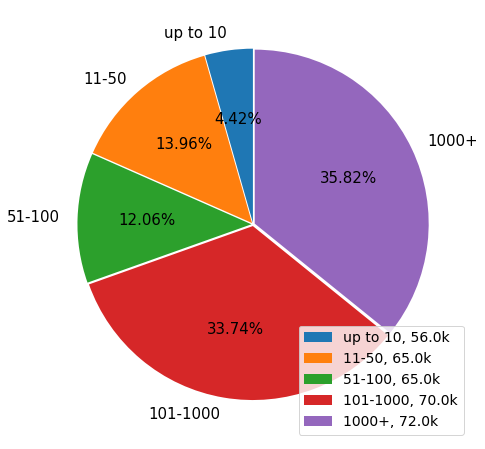 up to 10
11-50
4.42%
1000+
13.96%
35.82%
51-100
12.06%
33.74%
101-1000
up to 10, 56.0k
11-50, 65.0k
51-100, 65.0k
101-1000, 70.0k
1000+, 72.0k